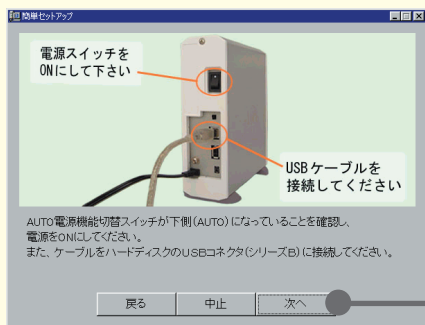 簡単セットアップ
電源スイッチを
ONにして下さい
USBケーブルを
接続してください
AUTO電源機能切替スイッチが下側(AUTO)になっていることを確認し、
電源をONにしてください。
また、ケーブルをハードディスクのUSBコネクタ(シリーズB)に接続してください。
戻る
中止
次へ